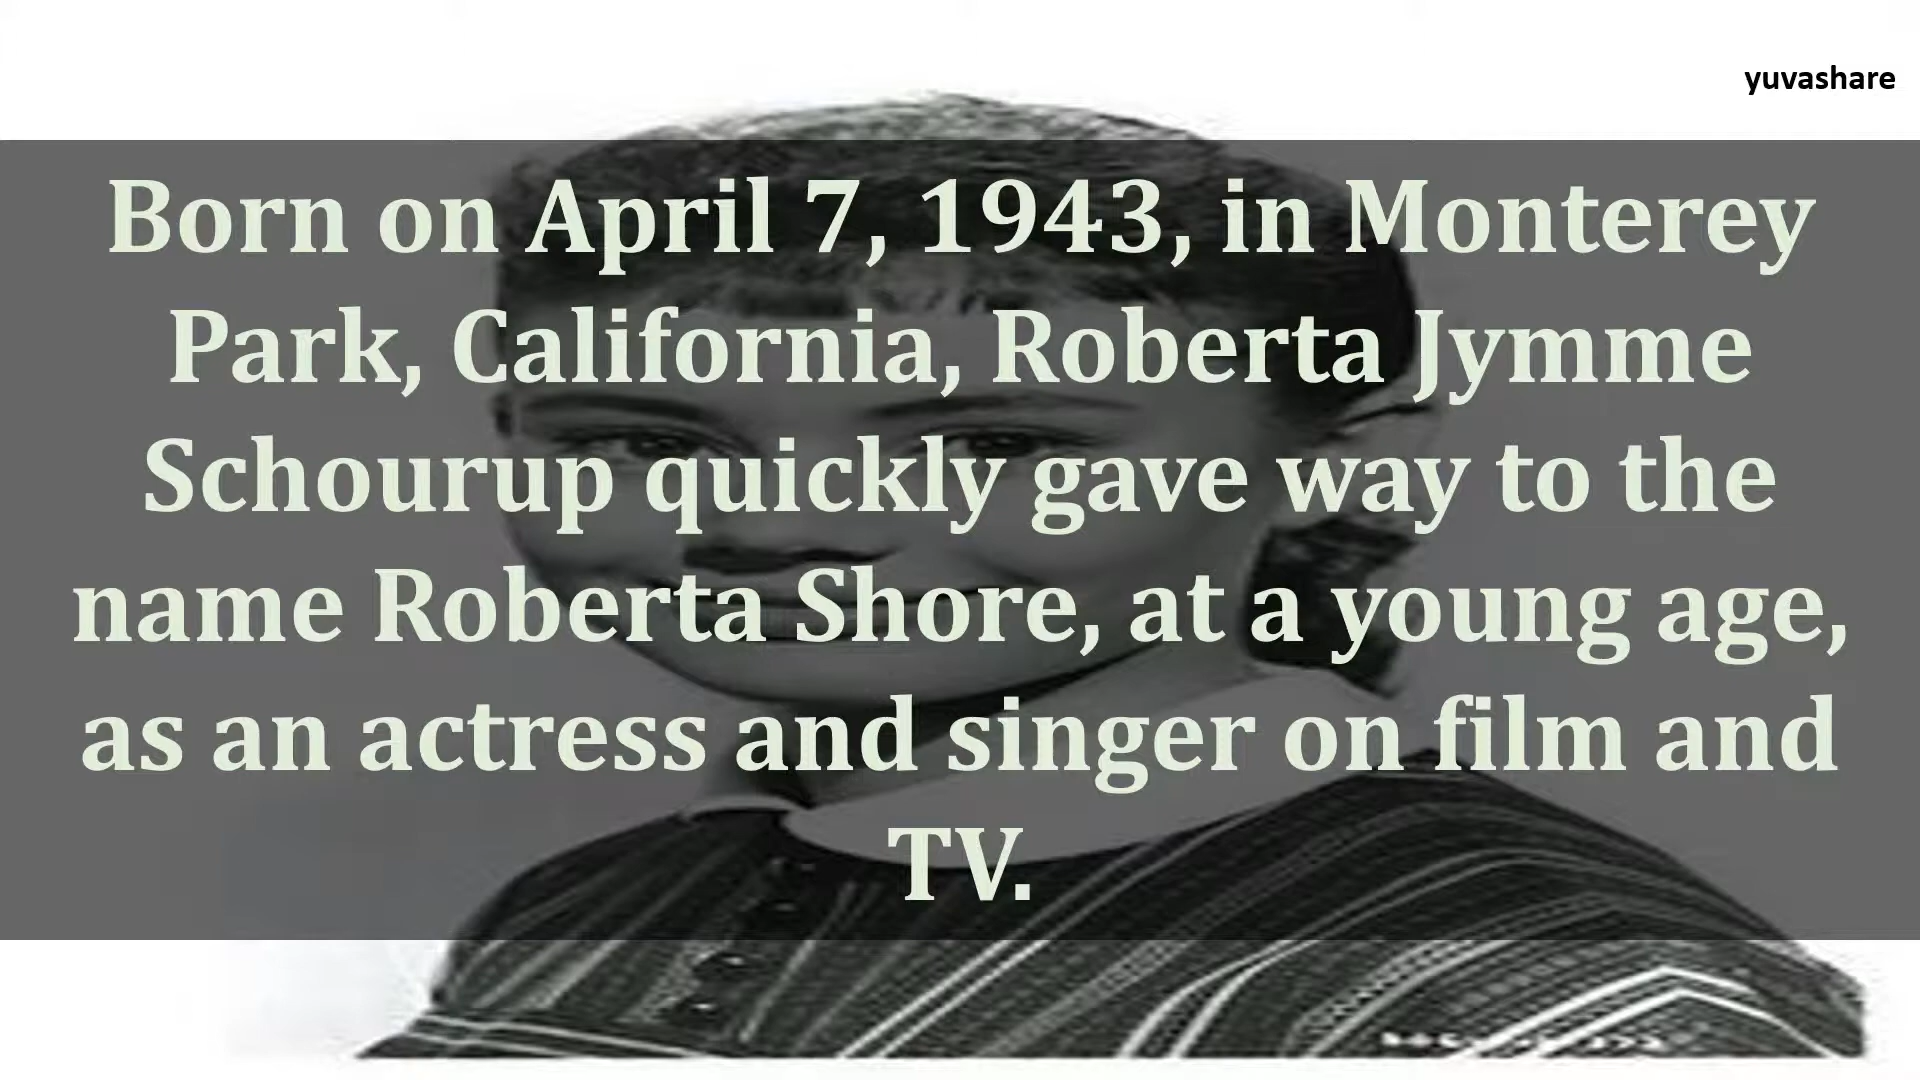 yuvashare
Born on April 7, 1943, in Monterey
Park, California, Roberta Jymme
Schourup quickly gave way to the
name Roberta Shore, at a young age,
as an actress and singer on film and
TV.